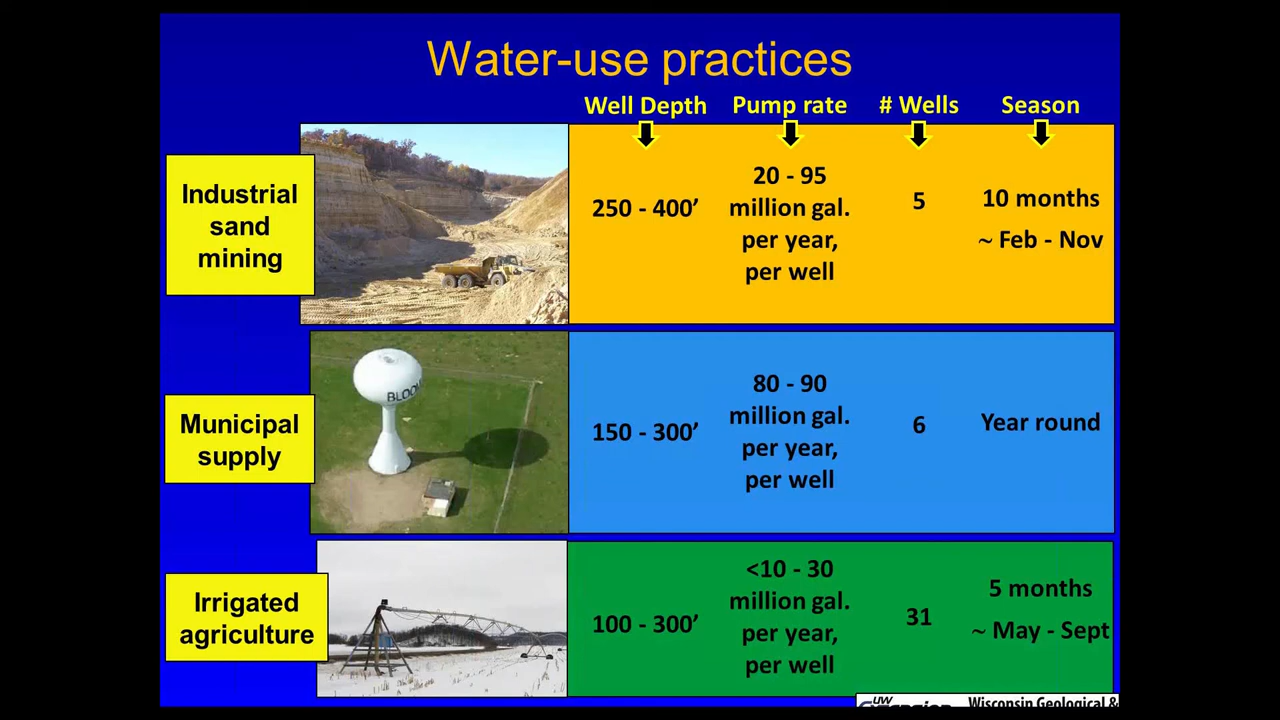 Water-use practices
Well Depth Pump rate # Wells Season
Industrial
sand
mining
250 - 400’
20 - 95
million gal.
per year,
per well
5
10 months
~ Feb - Nov
BLOOM
Municipal
supply
150 - 300’
80 - 90
million gal.
per year,
per well
6
Year round
Irrigated
agriculture
100 - 300’
<10 - 30
million gal.
per year,
per well
31
5 months
~ May - Sept
UW
Wisconsin Geological &